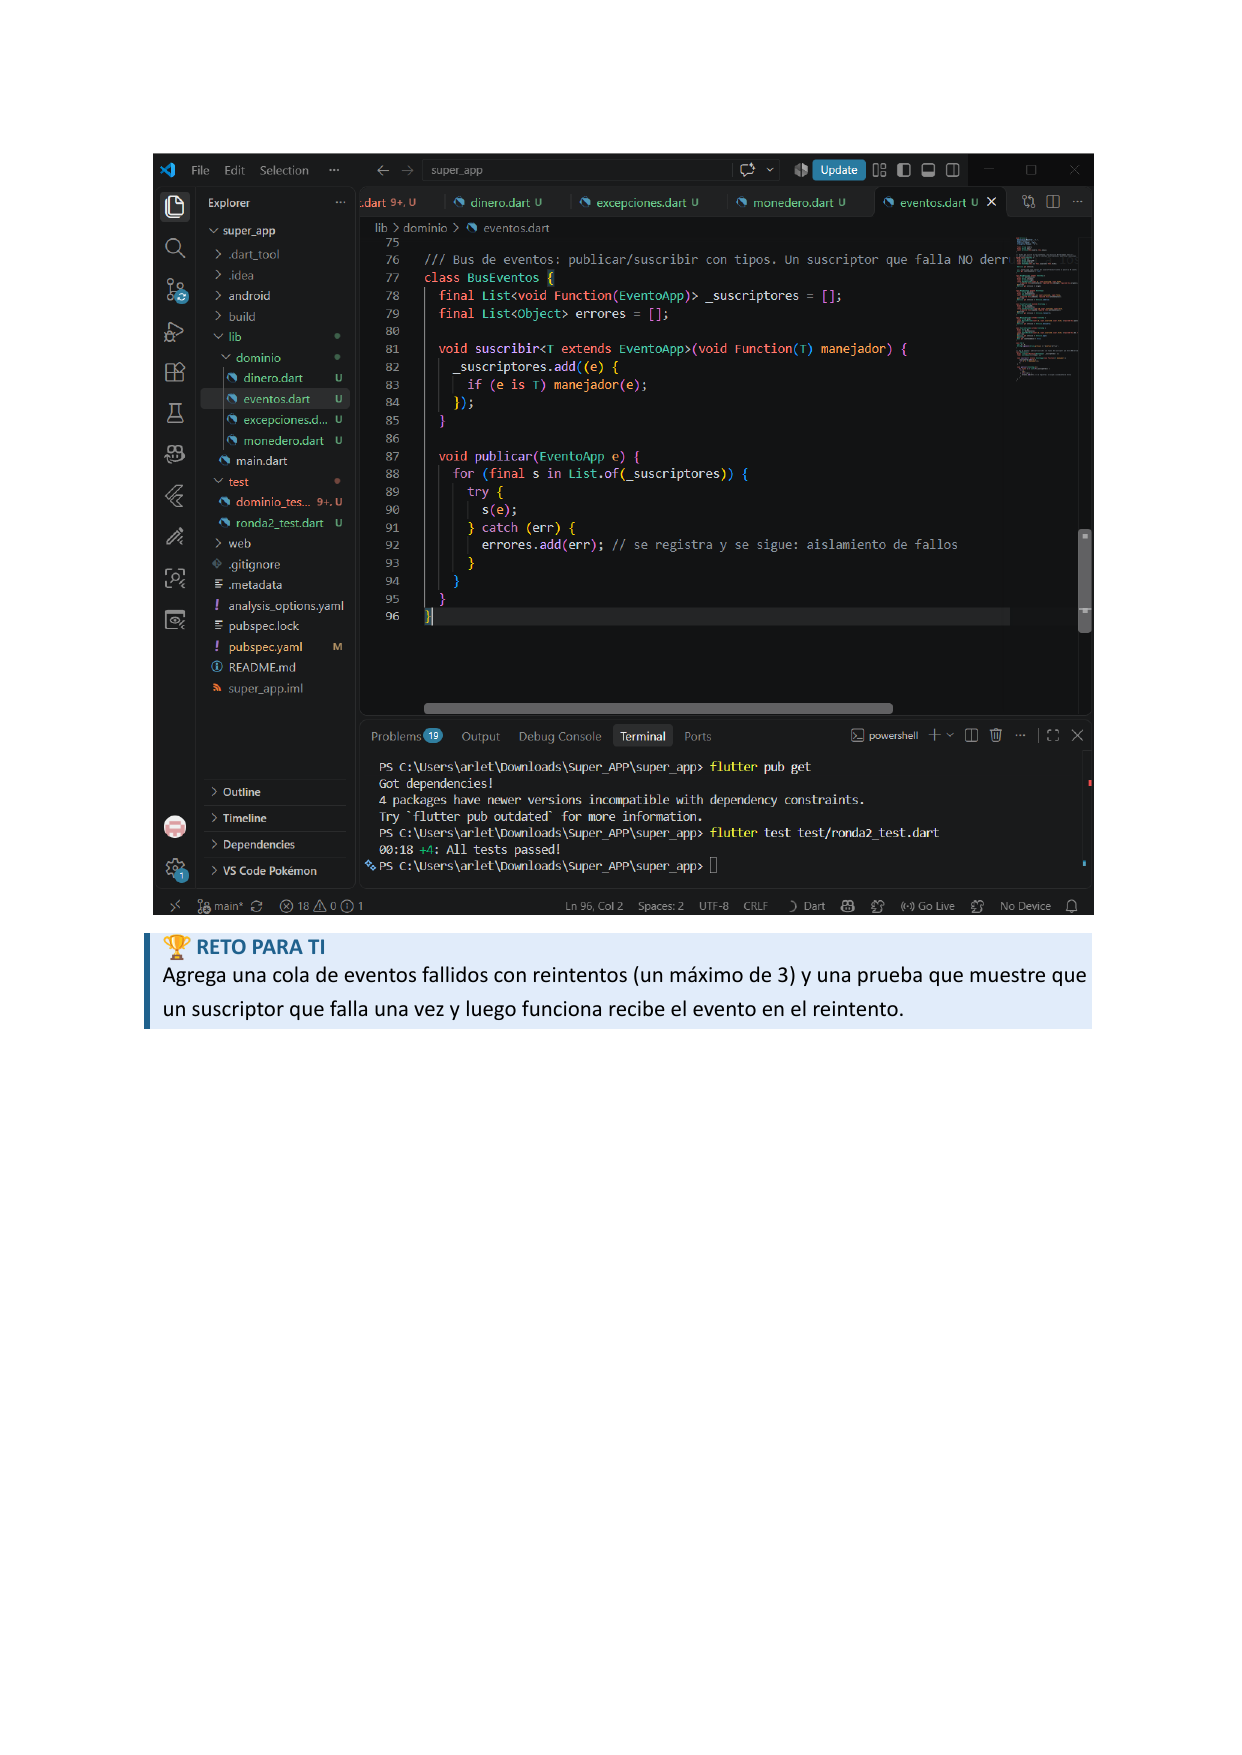 File Edit Selection ··· super_app Update
Explorer ···
super_app
.dart_tool
.idea
android
build
lib
dominio
dinero.dart U
eventos.dart U
excepciones.d... U
monedero.dart U
main.dart
test
dominio_tes... 9+, U
ronda2_test.dart U
web
.gitignore
.metadata
analysis_options.yaml
pubspec.lock
pubspec.yaml M
README.md
super_app.iml
Outline
Timeline
Dependencies
VS Code Pokémon
.dart 9+, U dinero.dart U excepciones.dart U monedero.dart U eventos.dart U
lib > dominio > eventos.dart
75
76 /// Bus de eventos: publicar/suscribir con tipos. Un suscriptor que falla NO derr
77 class BusEventos {
78 final List<void Function(EventoApp)> _suscriptores = [];
79 final List<Object> errores = [];
80
81 void suscribir<T extends EventoApp>(void Function(T) manejador) {
82 _suscriptores.add((e) {
83 if (e is T) manejador(e);
84 });
85 }
86
87 void publicar(EventoApp e) {
88 for (final s in List.of(_suscriptores)) {
89 try {
90 s(e);
91 } catch (err) {
92 errores.add(err); // se registra y se sigue: aislamiento de fallos
93 }
94 }
95 }
96 }
Problems 19 Output Debug Console Terminal Ports powershell
PS C:\Users\arlet\Downloads\Super_APP\super_app> flutter pub get
Got dependencies!
4 packages have newer versions incompatible with dependency constraints.
Try `flutter pub outdated` for more information.
PS C:\Users\arlet\Downloads\Super_APP\super_app> flutter test test/ronda2_test.dart
00:18 +4: All tests passed!
PS C:\Users\arlet\Downloads\Super_APP\super_app>
1
main* 18 0 1 Ln 96, Col 2 Spaces: 2 UTF-8 CRLF Dart Go Live No Device
RETO PARA TI
Agrega una cola de eventos fallidos con reintentos (un máximo de 3) y una prueba que muestre que
un suscriptor que falla una vez y luego funciona recibe el evento en el reintento.